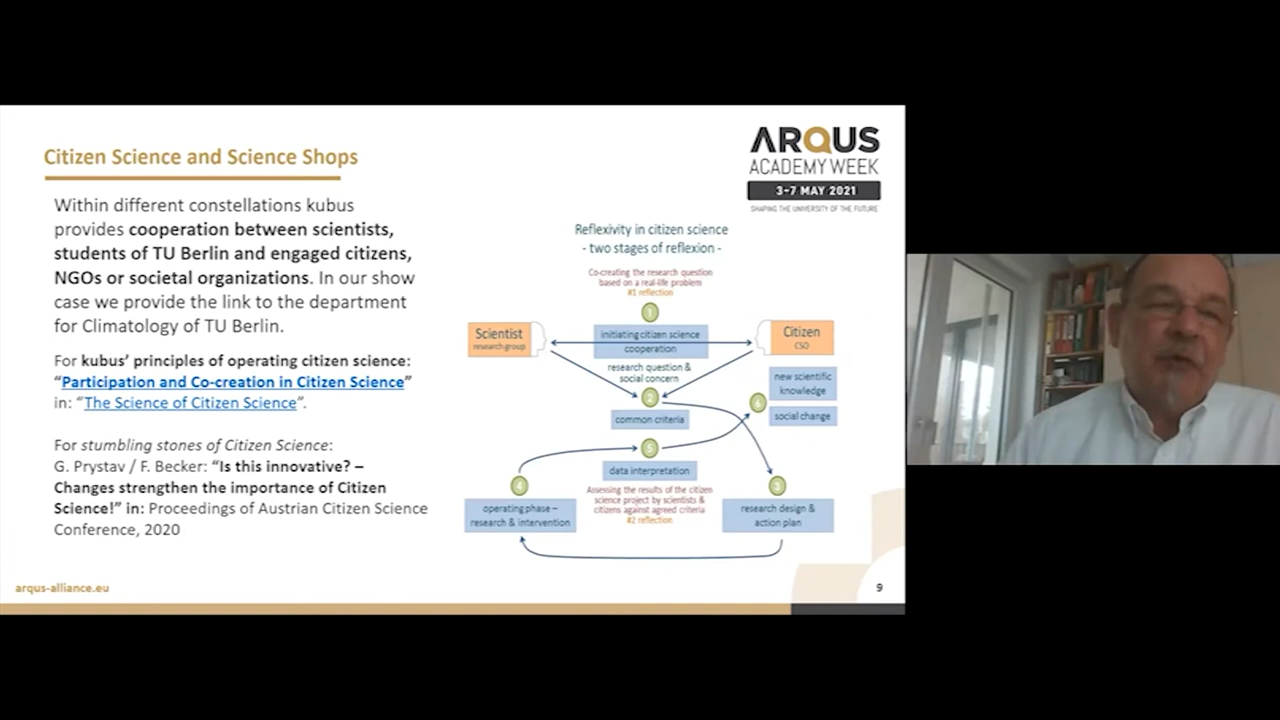 Citizen Science and Science Shops
ARQUS
ACADEMY WEEK
3-7 MAY 2021
SHAPING THE UNIVERSITY OF THE FUTURE
Within different constellations kubus
provides cooperation between scientists,
students of TU Berlin and engaged citizens,
NGOs or societal organizations. In our show
case we provide the link to the department
for Climatology of TU Berlin.
For kubus' principles of operating citizen science:
"Participation and Co-creation in Citizen Science"
in: "The Science of Citizen Science".
For stumbling stones of Citizen Science:
G. Prystav / F. Becker: "Is this innovative? –
Changes strengthen the importance of Citizen
Science!" in: Proceedings of Austrian Citizen Science
Conference, 2020
Reflexivity in citizen science
- two stages of reflexion -
Co-creating the research question
based on a real-life problem
#1 reflection
1
Scientist
research group
initiating citizen science
cooperation
Citizen
CSO
research question &
social concern
2
common criteria
new scientific
knowledge
6
social change
5
data interpretation
Assessing the results of the citizen
science project by scientists &
citizens against agreed criteria
#2 reflection
4
operating phase –
research & intervention
3
research design &
action plan
arqus-alliance.eu
9